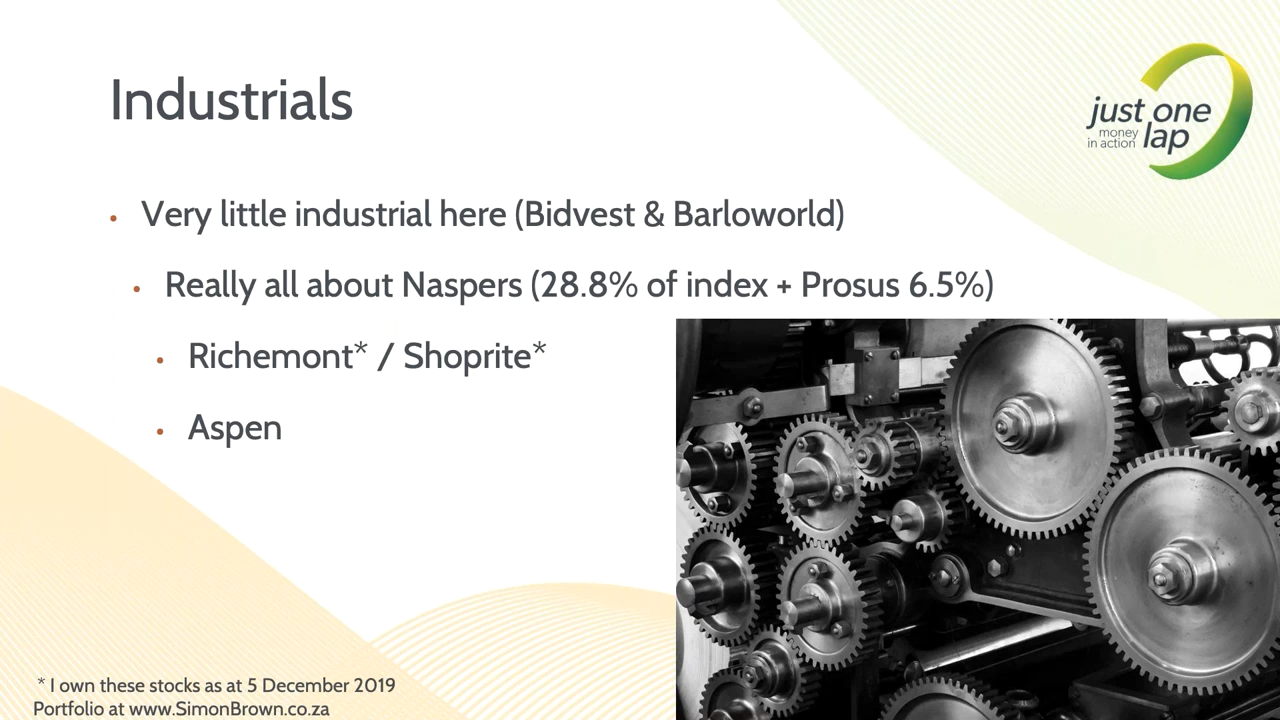 Industrials
just one
money
in action lap
• Very little industrial here (Bidvest & Barloworld)
• Really all about Naspers (28.8% of index + Prosus 6.5%)
• Richemont* / Shoprite*
• Aspen
* I own these stocks as at 5 December 2019
Portfolio at www.SimonBrown.co.za